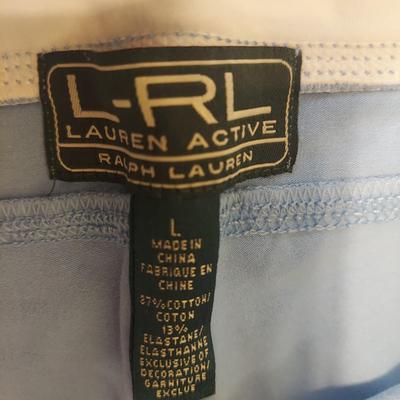 L-RL
LAUREN ACTIVE
RALPH LAUREN
L
MADE IN
CHINA
FABRIQUE EN
CHINE
87% COTTON/
COTON
13%
ELASTANE/
ELASTHANNE
EXCLUSIVE OF
DECORATION/
GARNITURE
EXCLUE